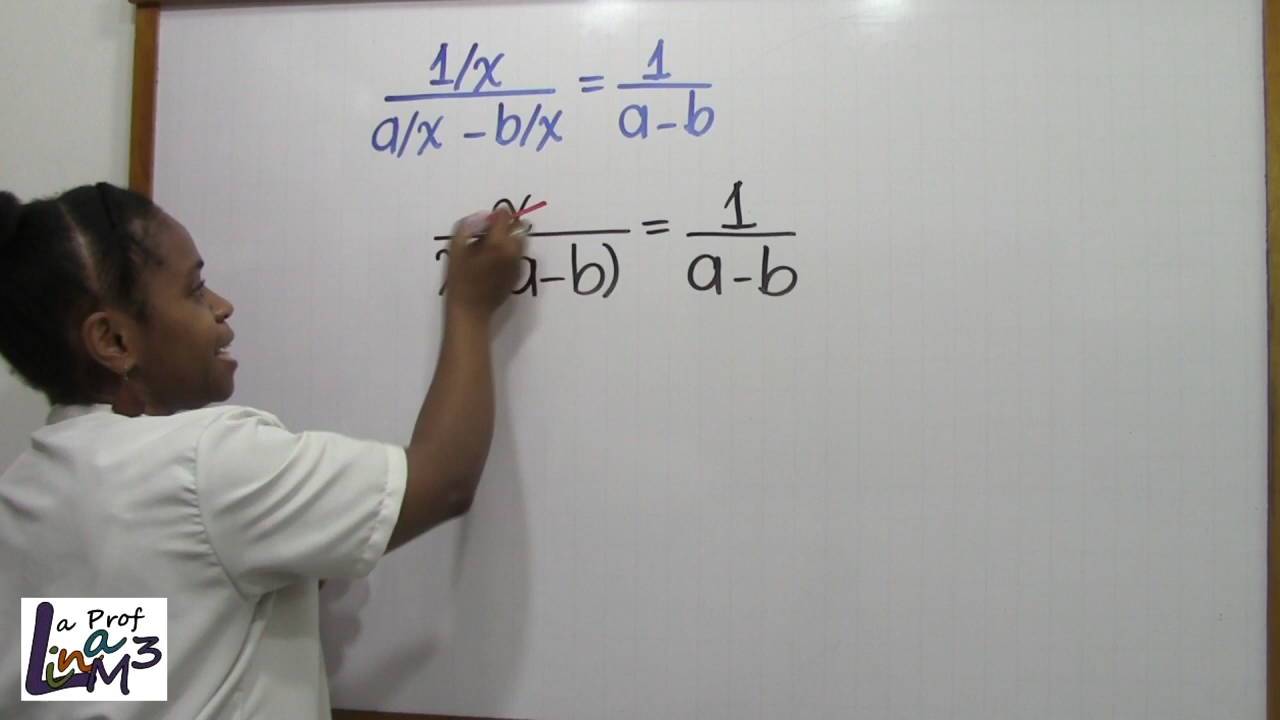 1/x
a/x - b/x = 1
a-b
x
(a-b) = 1
a-b
La Prof
Lina M3